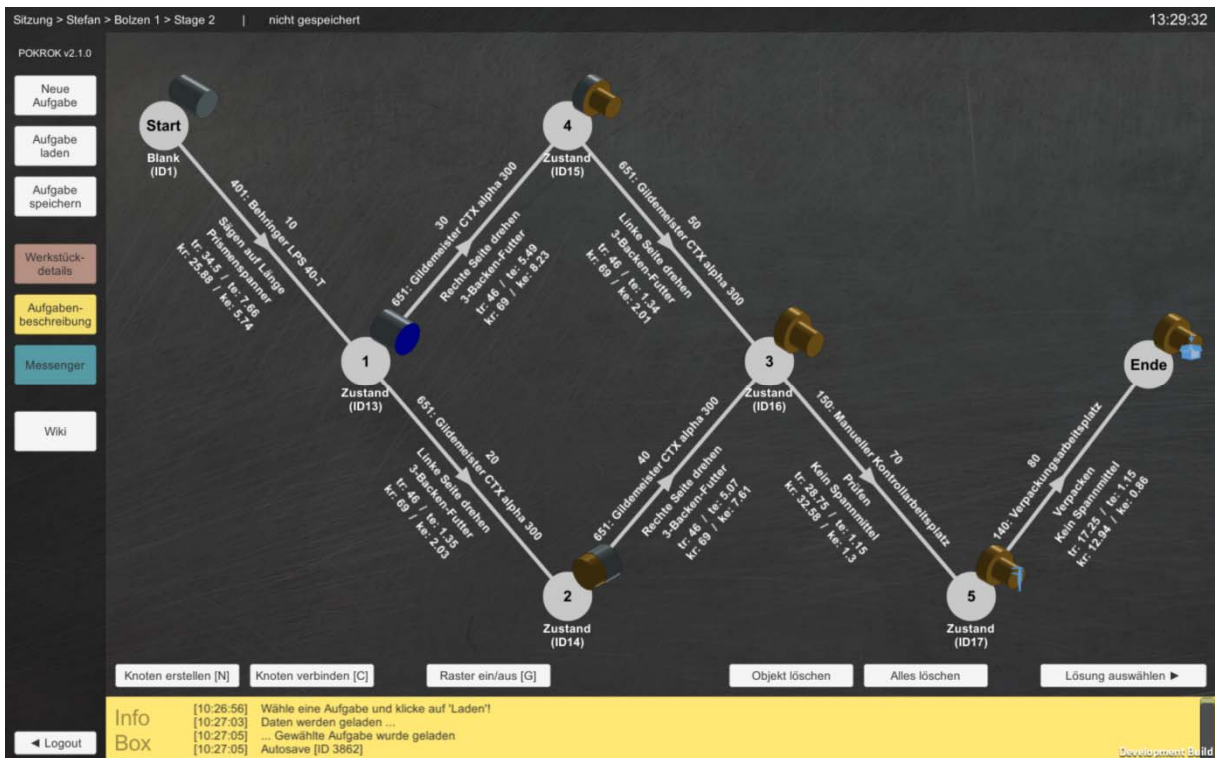 Sitzung > Stefan > Bolzen 1 > Stage 2 | nicht gespeichert
13:29:32
POKROK v2.1.0
Neue
Aufgabe
Aufgabe
laden
Aufgabe
speichern
Werkstück-
details
Aufgaben-
beschreibung
Messenger
Wiki
◄ Logout
Start
Blank
(ID1)
10
401: Behringer LPS 40-T
Sägen auf Länge
Prismenspanner
tr: 34.5 / te: 7.66
kr: 25.88 / ke: 5.74
1
Zustand
(ID13)
30
651: Gildemeister CTX alpha 300
Rechte Seite drehen
3-Backen-Futter
tr: 46 / te: 5.49
kr: 69 / ke: 8.23
4
Zustand
(ID15)
20
651: Gildemeister CTX alpha 300
Linke Seite drehen
3-Backen-Futter
tr: 46 / te: 1.35
kr: 69 / ke: 2.03
2
Zustand
(ID14)
50
651: Gildemeister CTX alpha 300
Linke Seite drehen
3-Backen-Futter
tr: 46 / te: 1.34
kr: 69 / ke: 2.01
40
651: Gildemeister CTX alpha 300
Rechte Seite drehen
3-Backen-Futter
tr: 46 / te: 5.07
kr: 69 / ke: 7.61
3
Zustand
(ID16)
70
150: Manueller Kontrollarbeitsplatz
Prüfen
Kein Spannmittel
tr: 28.75 / te: 1.15
kr: 32.58 / ke: 1.3
5
Zustand
(ID17)
80
140: Verpackungsarbeitsplatz
Verpacken
Kein Spannmittel
tr: 17.25 / te: 1.15
kr: 12.94 / ke: 0.86
Ende
Knoten erstellen [N]
Knoten verbinden [C]
Raster ein/aus [G]
Objekt löschen
Alles löschen
Lösung auswählen ►
Info
Box
[10:26:56] Wähle eine Aufgabe und klicke auf 'Laden'!
[10:27:03] Daten werden geladen ...
[10:27:05] ... Gewählte Aufgabe wurde geladen
[10:27:05] Autosave [ID 3862]
Development Build